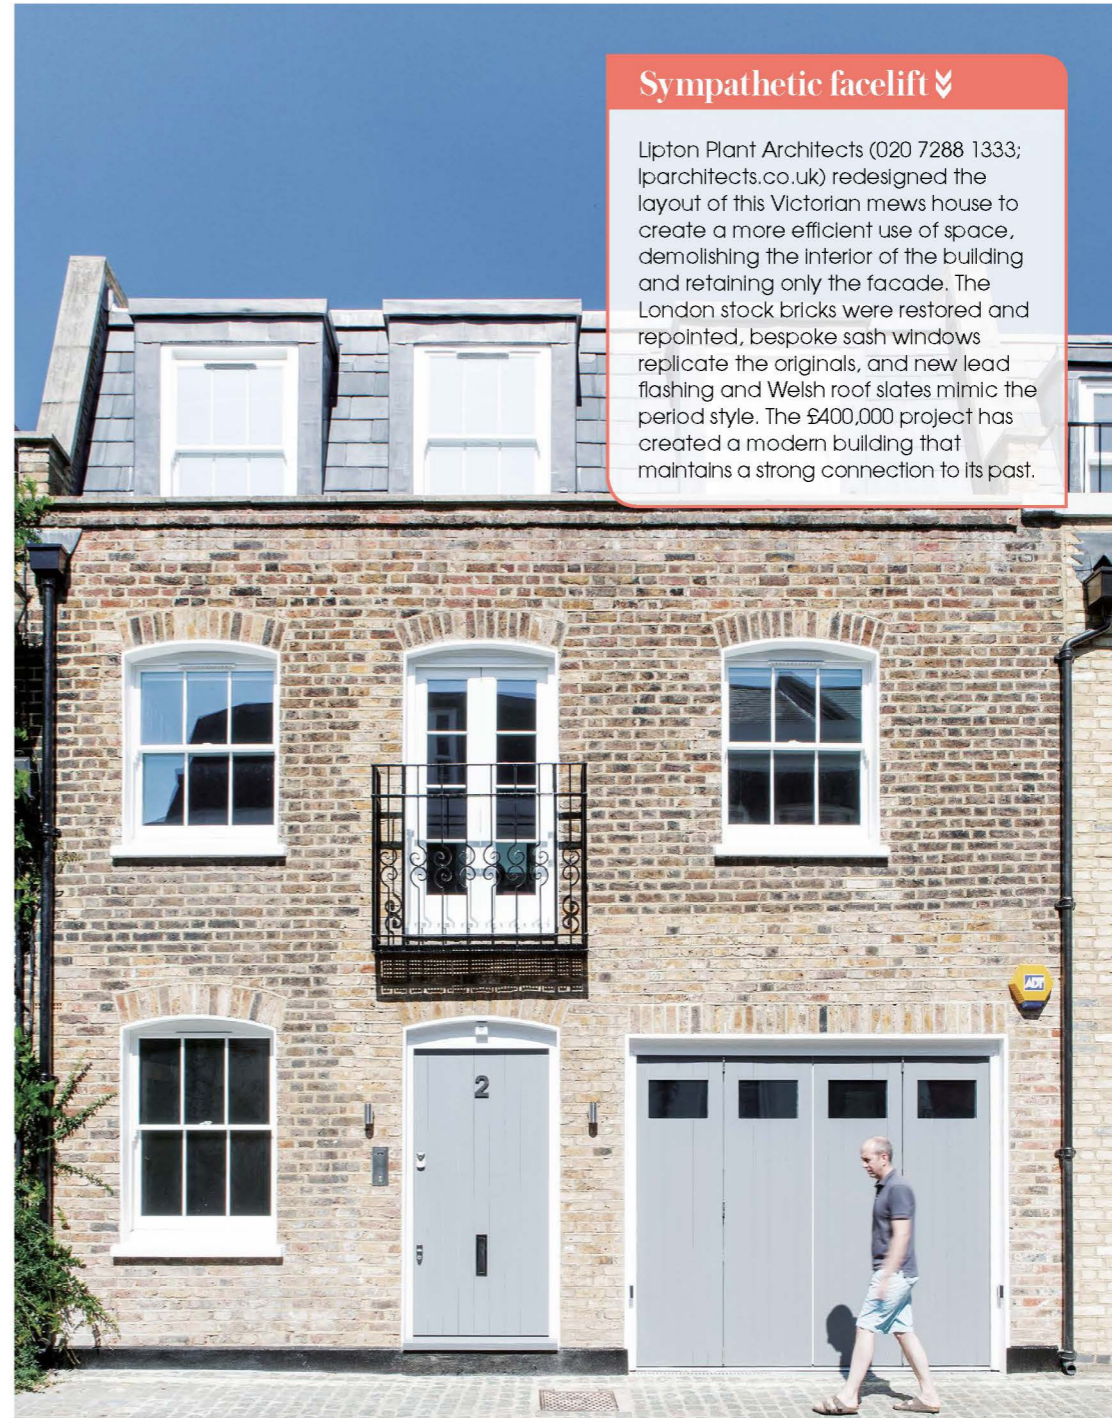 Sympathetic facelift
Lipton Plant Architects (020 7288 1333;
lparchitects.co.uk) redesigned the
layout of this Victorian mews house to
create a more efficient use of space,
demolishing the interior of the building
and retaining only the facade. The
London stock bricks were restored and
repointed, bespoke sash windows
replicate the originals, and new lead
flashing and Welsh roof slates mimic the
period style. The £400,000 project has
created a modern building that
maintains a strong connection to its past.
ADT
2